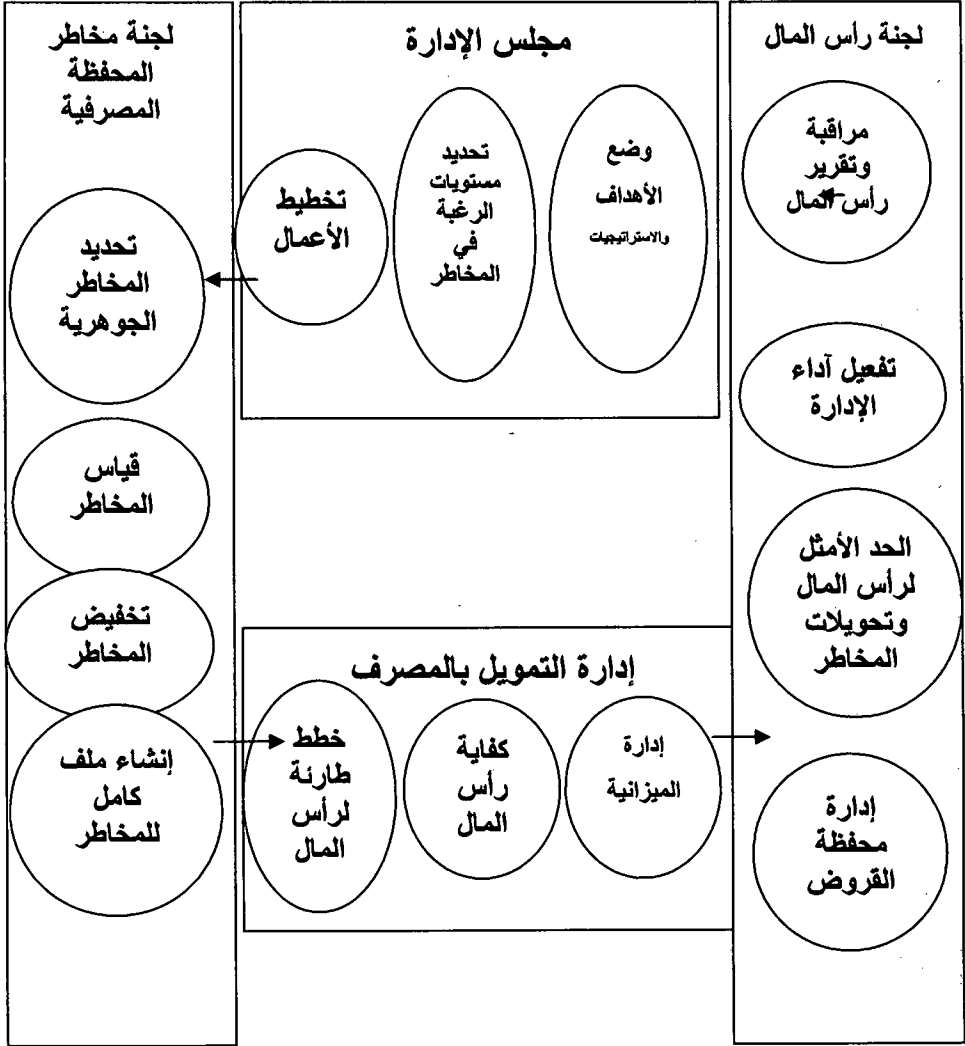 لجنة رأس المال
مراقبة
وتقرير
رأس المال
تفعيل آداء
الإدارة
الحد الأمثل
لرأس المال
وتحويلات
المخاطر
إدارة
محفظة
القروض
مجلس الإدارة
وضع
الأهداف
والاستراتيجيات
تحديد
مستويات
الرغبة
في
المخاطر
تخطيط
الأعمال
لجنة مخاطر
المحفظة
المصرفية
تحديد
المخاطر
الجوهرية
قياس
المخاطر
تخفيض
المخاطر
إنشاء ملف
كامل
للمخاطر
إدارة التمويل بالمصرف
إدارة
الميزانية
كفاية
رأس
المال
خطط
طارئة
لرأس
المال